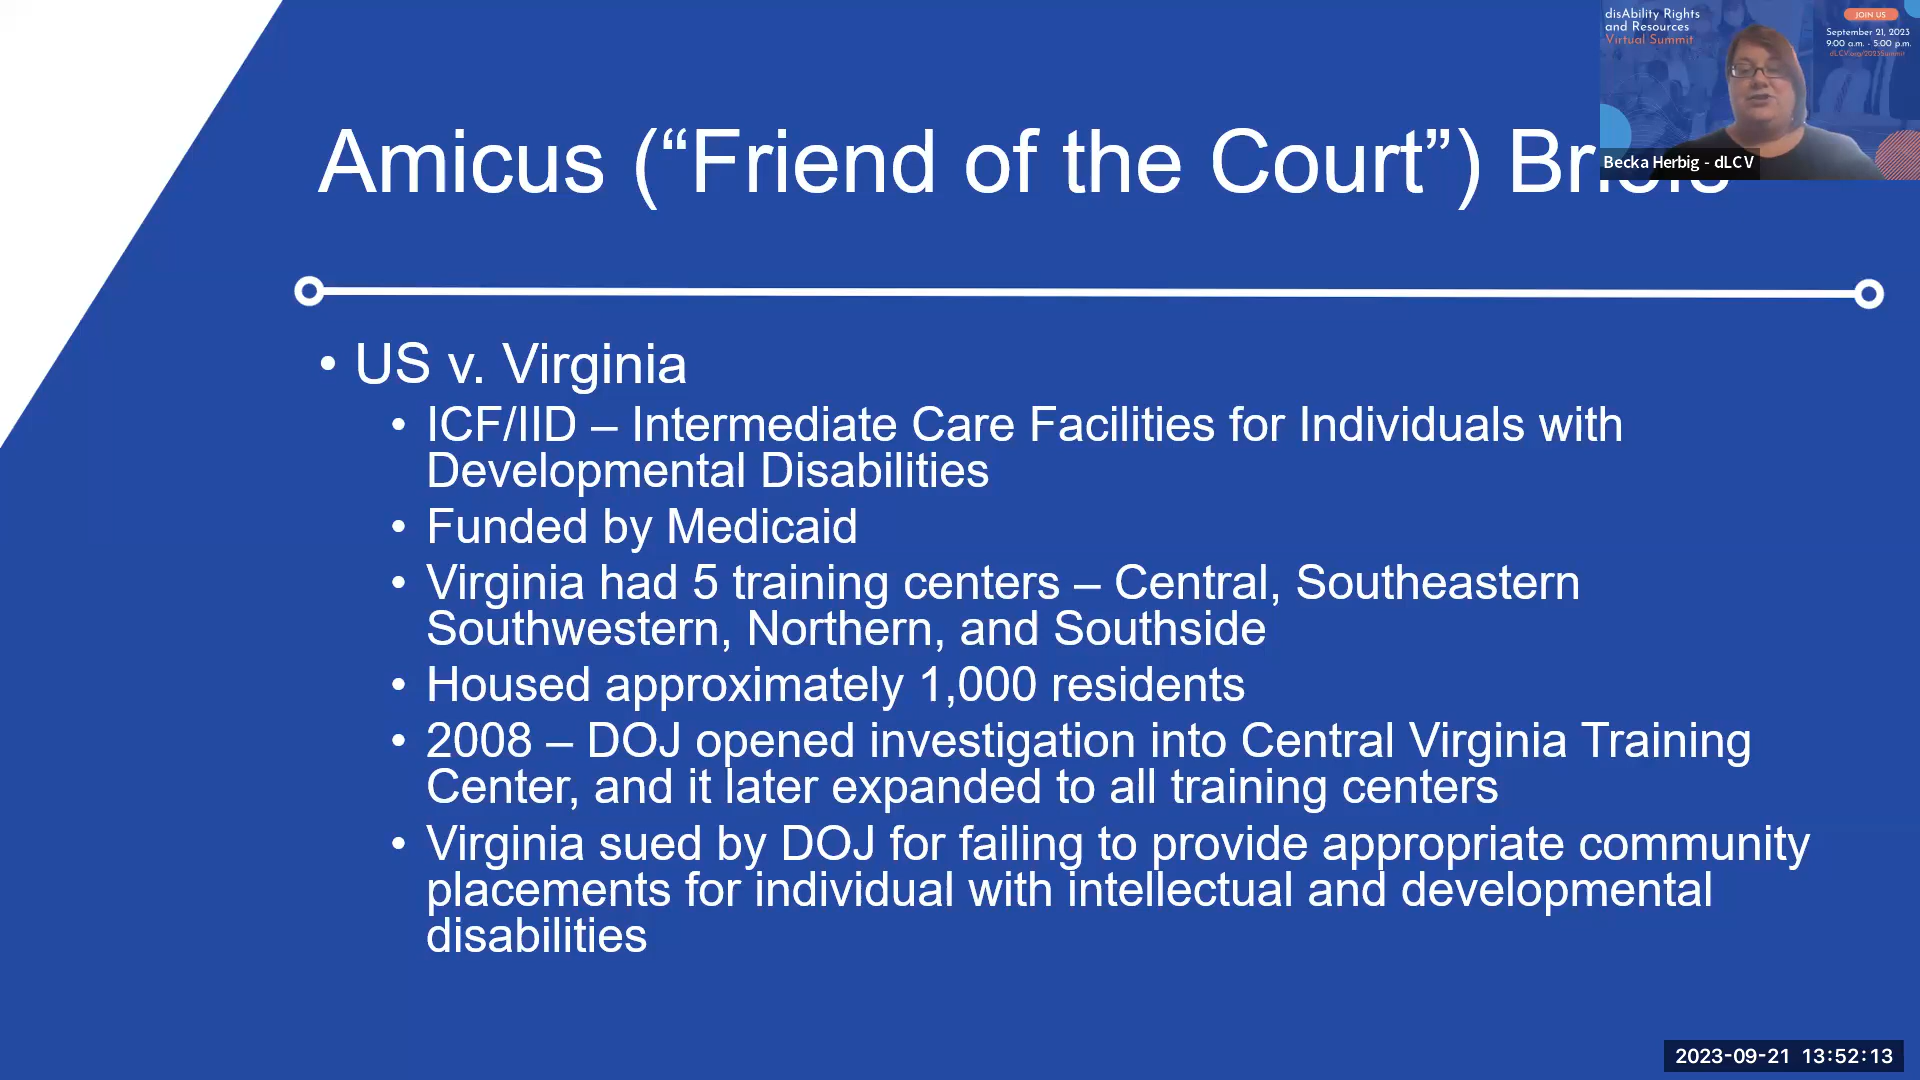 disAbility Rights
and Resources
Virtual Summit
JOIN US
September 21, 2023
9:00 a.m. - 5:00 p.m.
Amicus (“Friend of the Court”) Briefs
Becka Herbig - dLCV
• US v. Virginia
• ICF/IID – Intermediate Care Facilities for Individuals with
Developmental Disabilities
• Funded by Medicaid
• Virginia had 5 training centers – Central, Southeastern
Southwestern, Northern, and Southside
• Housed approximately 1,000 residents
• 2008 – DOJ opened investigation into Central Virginia Training
Center, and it later expanded to all training centers
• Virginia sued by DOJ for failing to provide appropriate community
placements for individual with intellectual and developmental
disabilities
2023-09-21 13:52:13